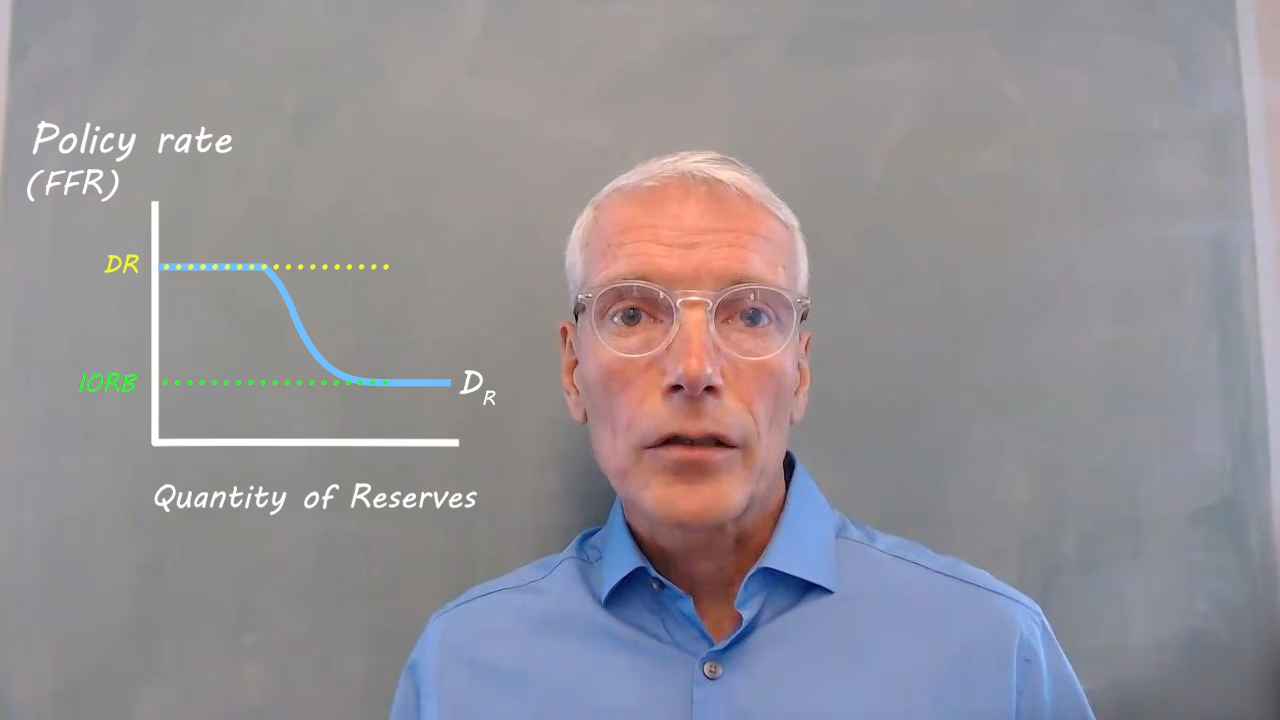 Policy rate
(FFR)
DR
IORB
D_R
Quantity of Reserves